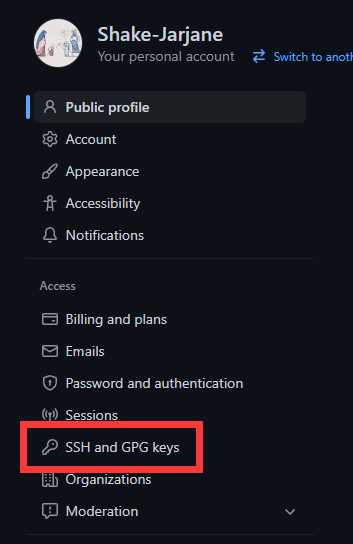 Shake-Jarjane
Your personal account Switch to anoth
Public profile
Account
Appearance
Accessibility
Notifications
Access
Billing and plans
Emails
Password and authentication
Sessions
SSH and GPG keys
Organizations
Moderation